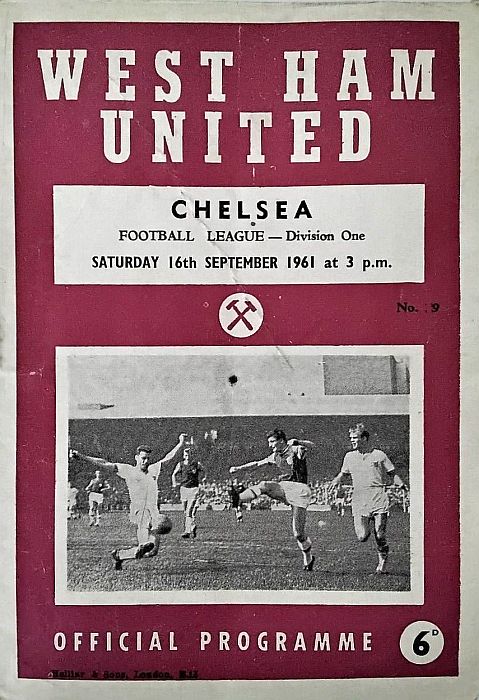 WEST HAM
UNITED
CHELSEA
FOOTBALL LEAGUE — Division One
SATURDAY 16th SEPTEMBER 1961 at 3 p.m.
No. 9
OFFICIAL PROGRAMME
6D
& Sons, London,